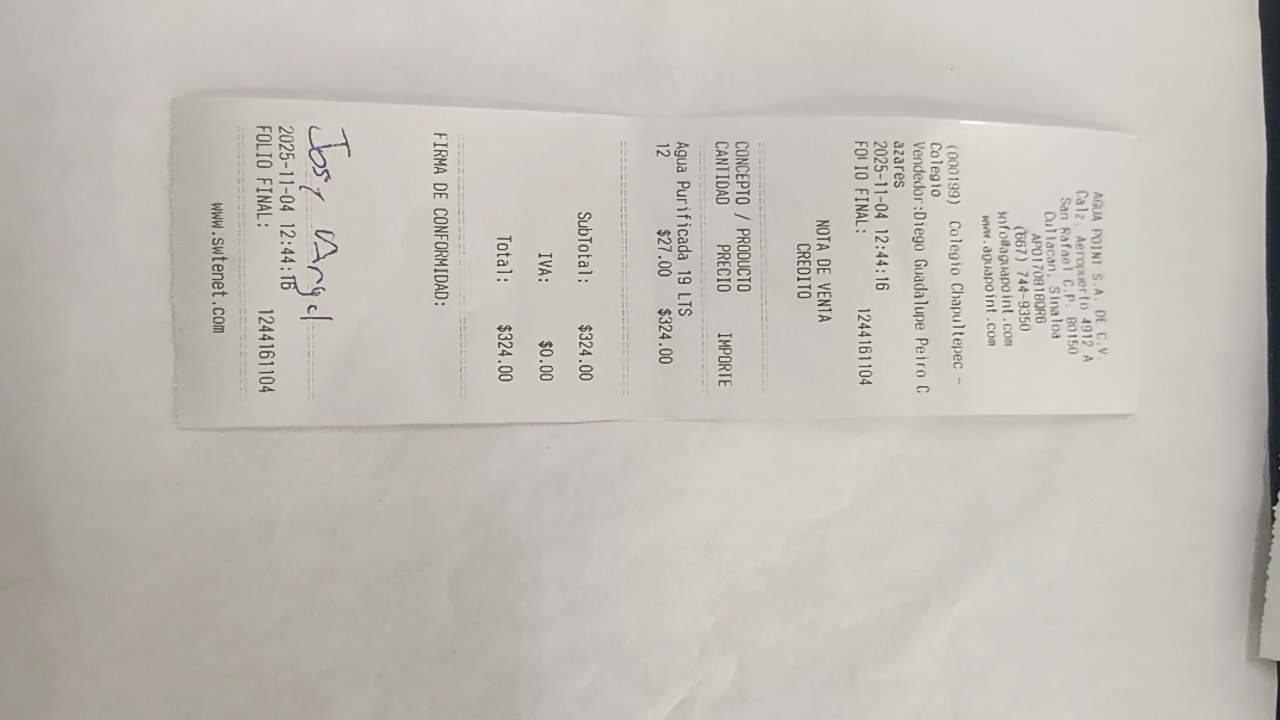 AGUA POINT S.A. DE C.V.
Calz. Aeropuerto 4912 A
San Rafael C.P. 80150
Culiacan, Sinaloa
APO170818QR6
(667) 744-9350
info@aguapoint.com
www.aguapoint.com
(000199) Colegio Chapultepec -
Colegio
Vendedor:Diego Guadalupe Peiro C
azares
2025-11-04 12:44:16
FOLIO FINAL: 1244161104
NOTA DE VENTA
CREDITO
CONCEPTO / PRODUCTO
CANTIDAD PRECIO IMPORTE
Agua Purificada 19 LTS
12 $27.00 $324.00
SubTotal: $324.00
IVA: $0.00
Total: $324.00
FIRMA DE CONFORMIDAD:
Jose Angel
2025-11-04 12:44:16
FOLIO FINAL: 1244161104
www.swtenet.com